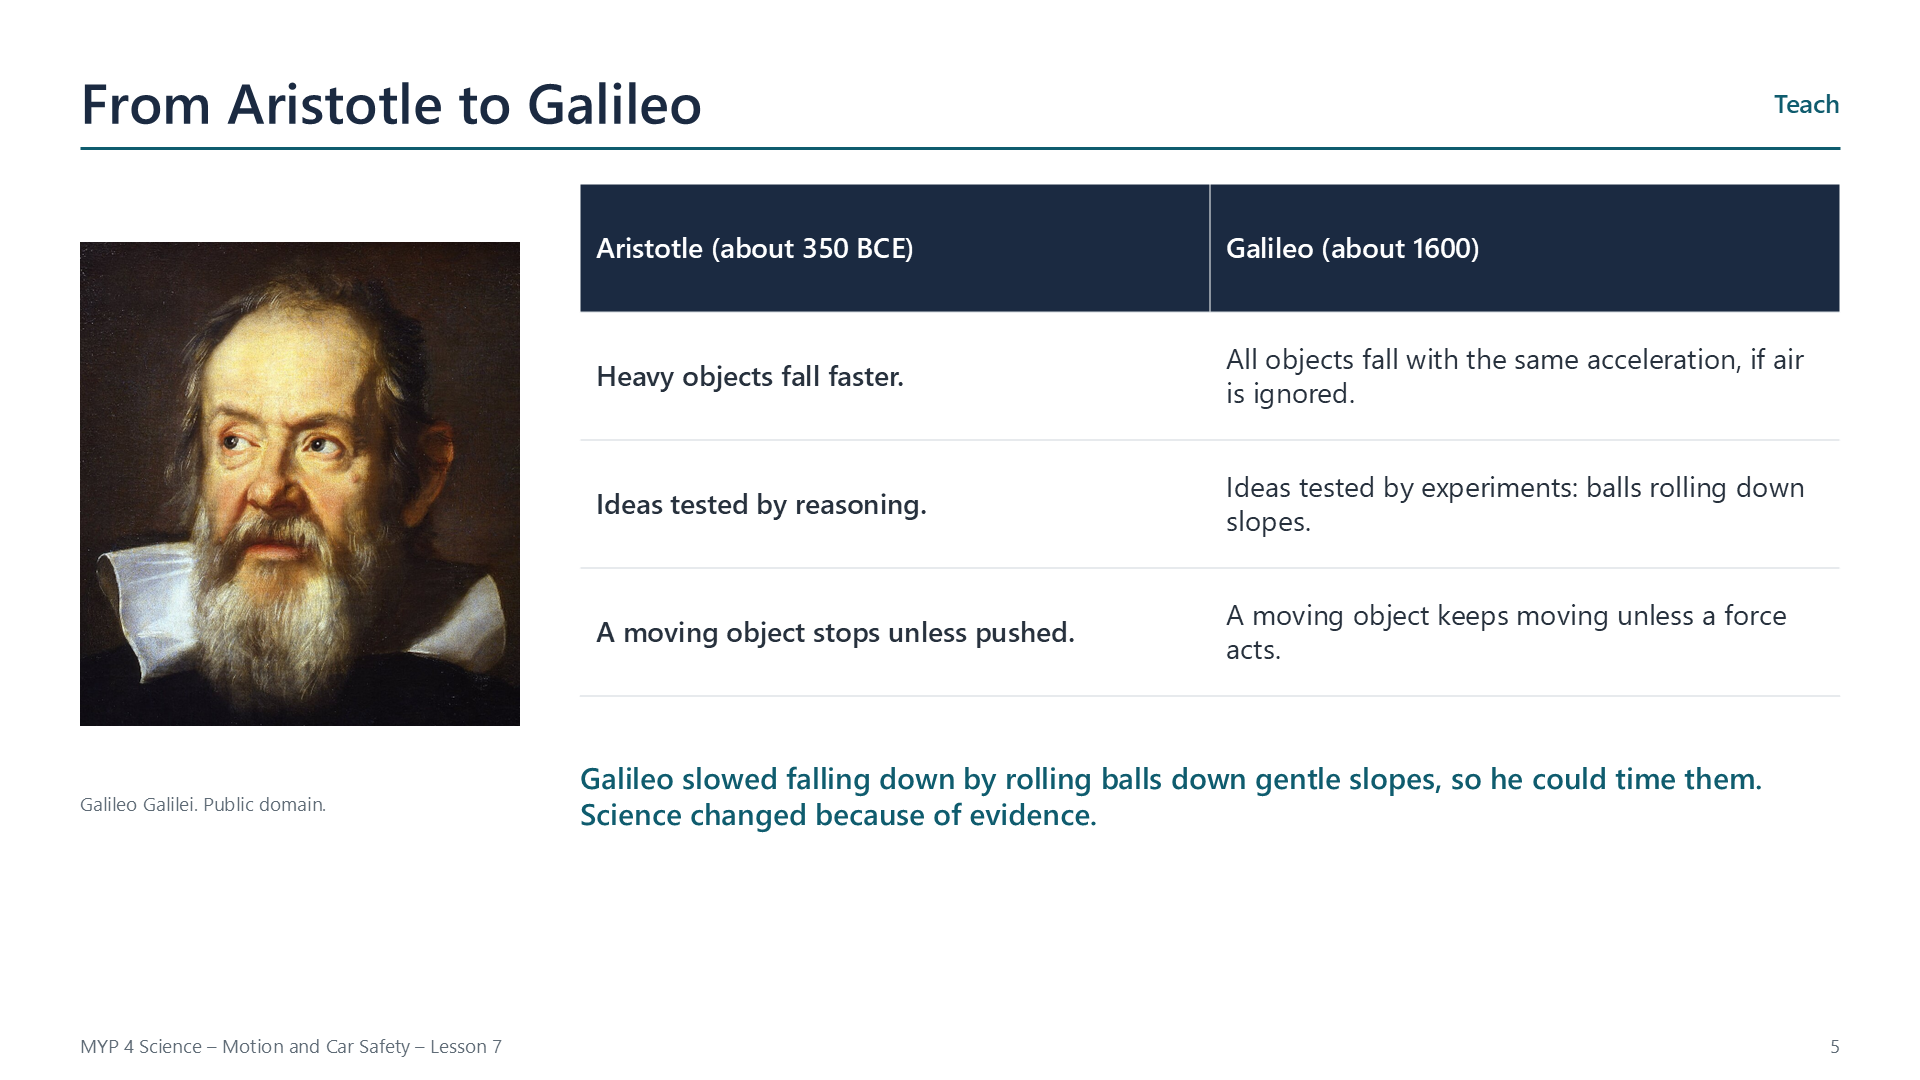 From Aristotle to Galileo
Teach
Aristotle (about 350 BCE)
Galileo (about 1600)
Heavy objects fall faster.
All objects fall with the same acceleration, if air
is ignored.
Ideas tested by reasoning.
Ideas tested by experiments: balls rolling down
slopes.
A moving object stops unless pushed.
A moving object keeps moving unless a force
acts.
Galileo slowed falling down by rolling balls down gentle slopes, so he could time them.
Science changed because of evidence.
Galileo Galilei. Public domain.
MYP 4 Science – Motion and Car Safety – Lesson 7
5